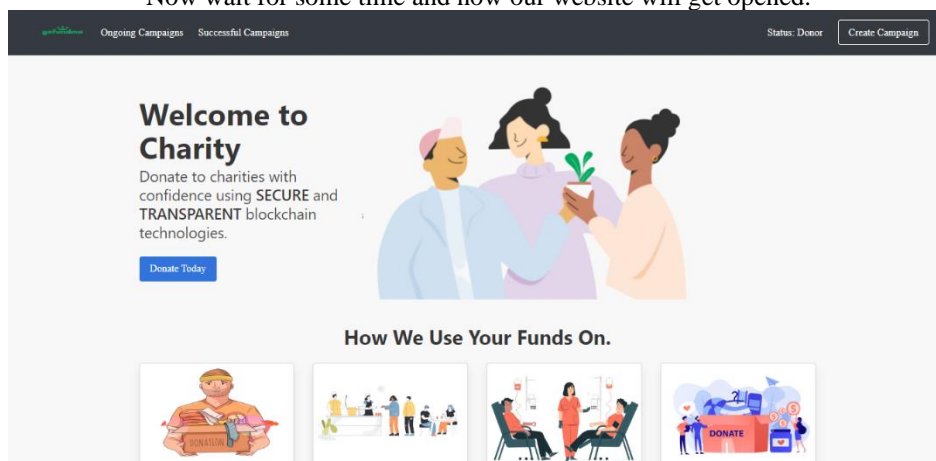 Now wait for some time and now our website will get opened.
gofundme
Ongoing Campaigns Successful Campaigns
Status: Donor Create Campaign
Welcome to
Charity
Donate to charities with
confidence using SECURE and
TRANSPARENT blockchain
technologies.
Donate Today
How We Use Your Funds On.
DONATION
DONATE